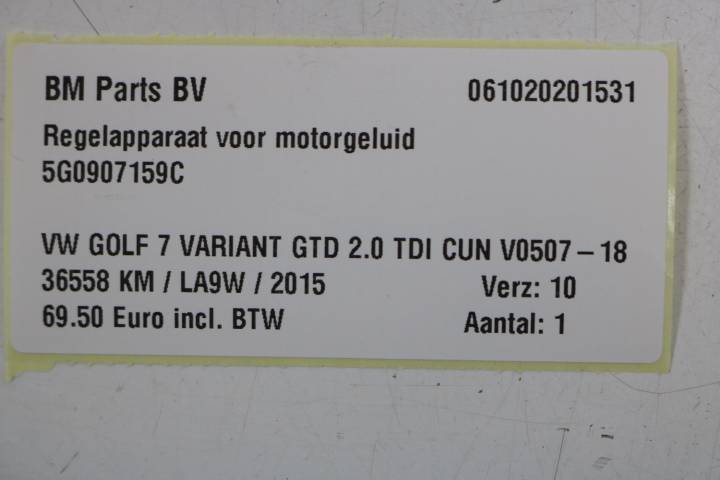 BM Parts BV 061020201531
Regelapparaat voor motorgeluid
5G0907159C
VW GOLF 7 VARIANT GTD 2.0 TDI CUN V0507-18
36558 KM / LA9W / 2015 Verz: 10
69.50 Euro incl. BTW Aantal: 1